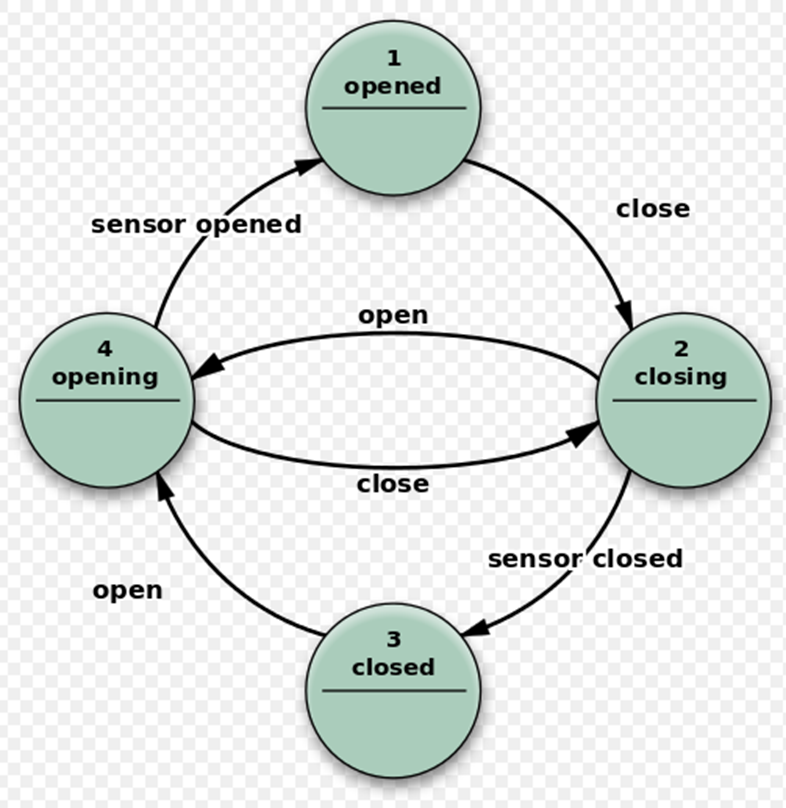 1
opened
close
sensor opened
open
4
opening
2
closing
close
sensor closed
open
3
closed